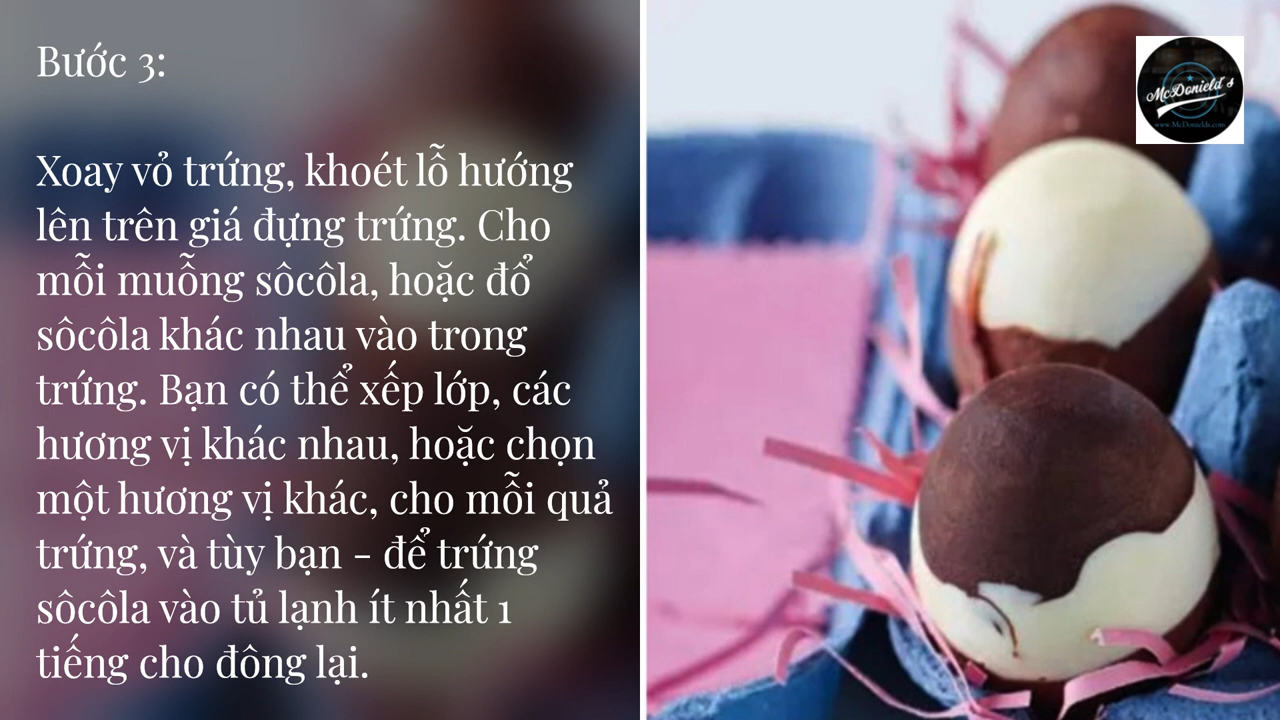 Bước 3:
Xoay vỏ trứng, khoét lỗ hướng
lên trên giá đựng trứng. Cho
mỗi muỗng sôcôla, hoặc đổ
sôcôla khác nhau vào trong
trứng. Bạn có thể xếp lớp, các
hương vị khác nhau, hoặc chọn
một hương vị khác, cho mỗi quả
trứng, và tùy bạn - để trứng
sôcôla vào tủ lạnh ít nhất 1
tiếng cho đông lại.
McDonield's
www.McDonields.com